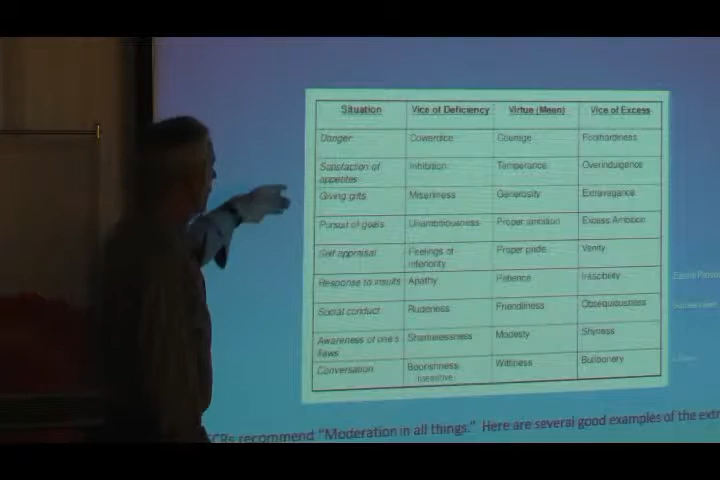 Situation Vice of Deficiency Virtue (Mean) Vice of Excess
Danger Cowardice Courage Foolhardiness
Satisfaction of appetites Inhibition Temperance Overindulgence
Giving gifts Miserliness Generosity Extravagance
Pursuit of goals Unambitiousness Proper ambition Excess Ambition
Self appraisal Feelings of inferiority Proper pride Vanity
Response to insults Apathy Patience Irascibility
Social conduct Rudeness Friendliness Obsequiousness
Awareness of one's flaws Shamelessness Modesty Shyness
Conversation Boorishness Wittiness Buffoonery
recommend "Moderation in all things." Here are several good examples of the